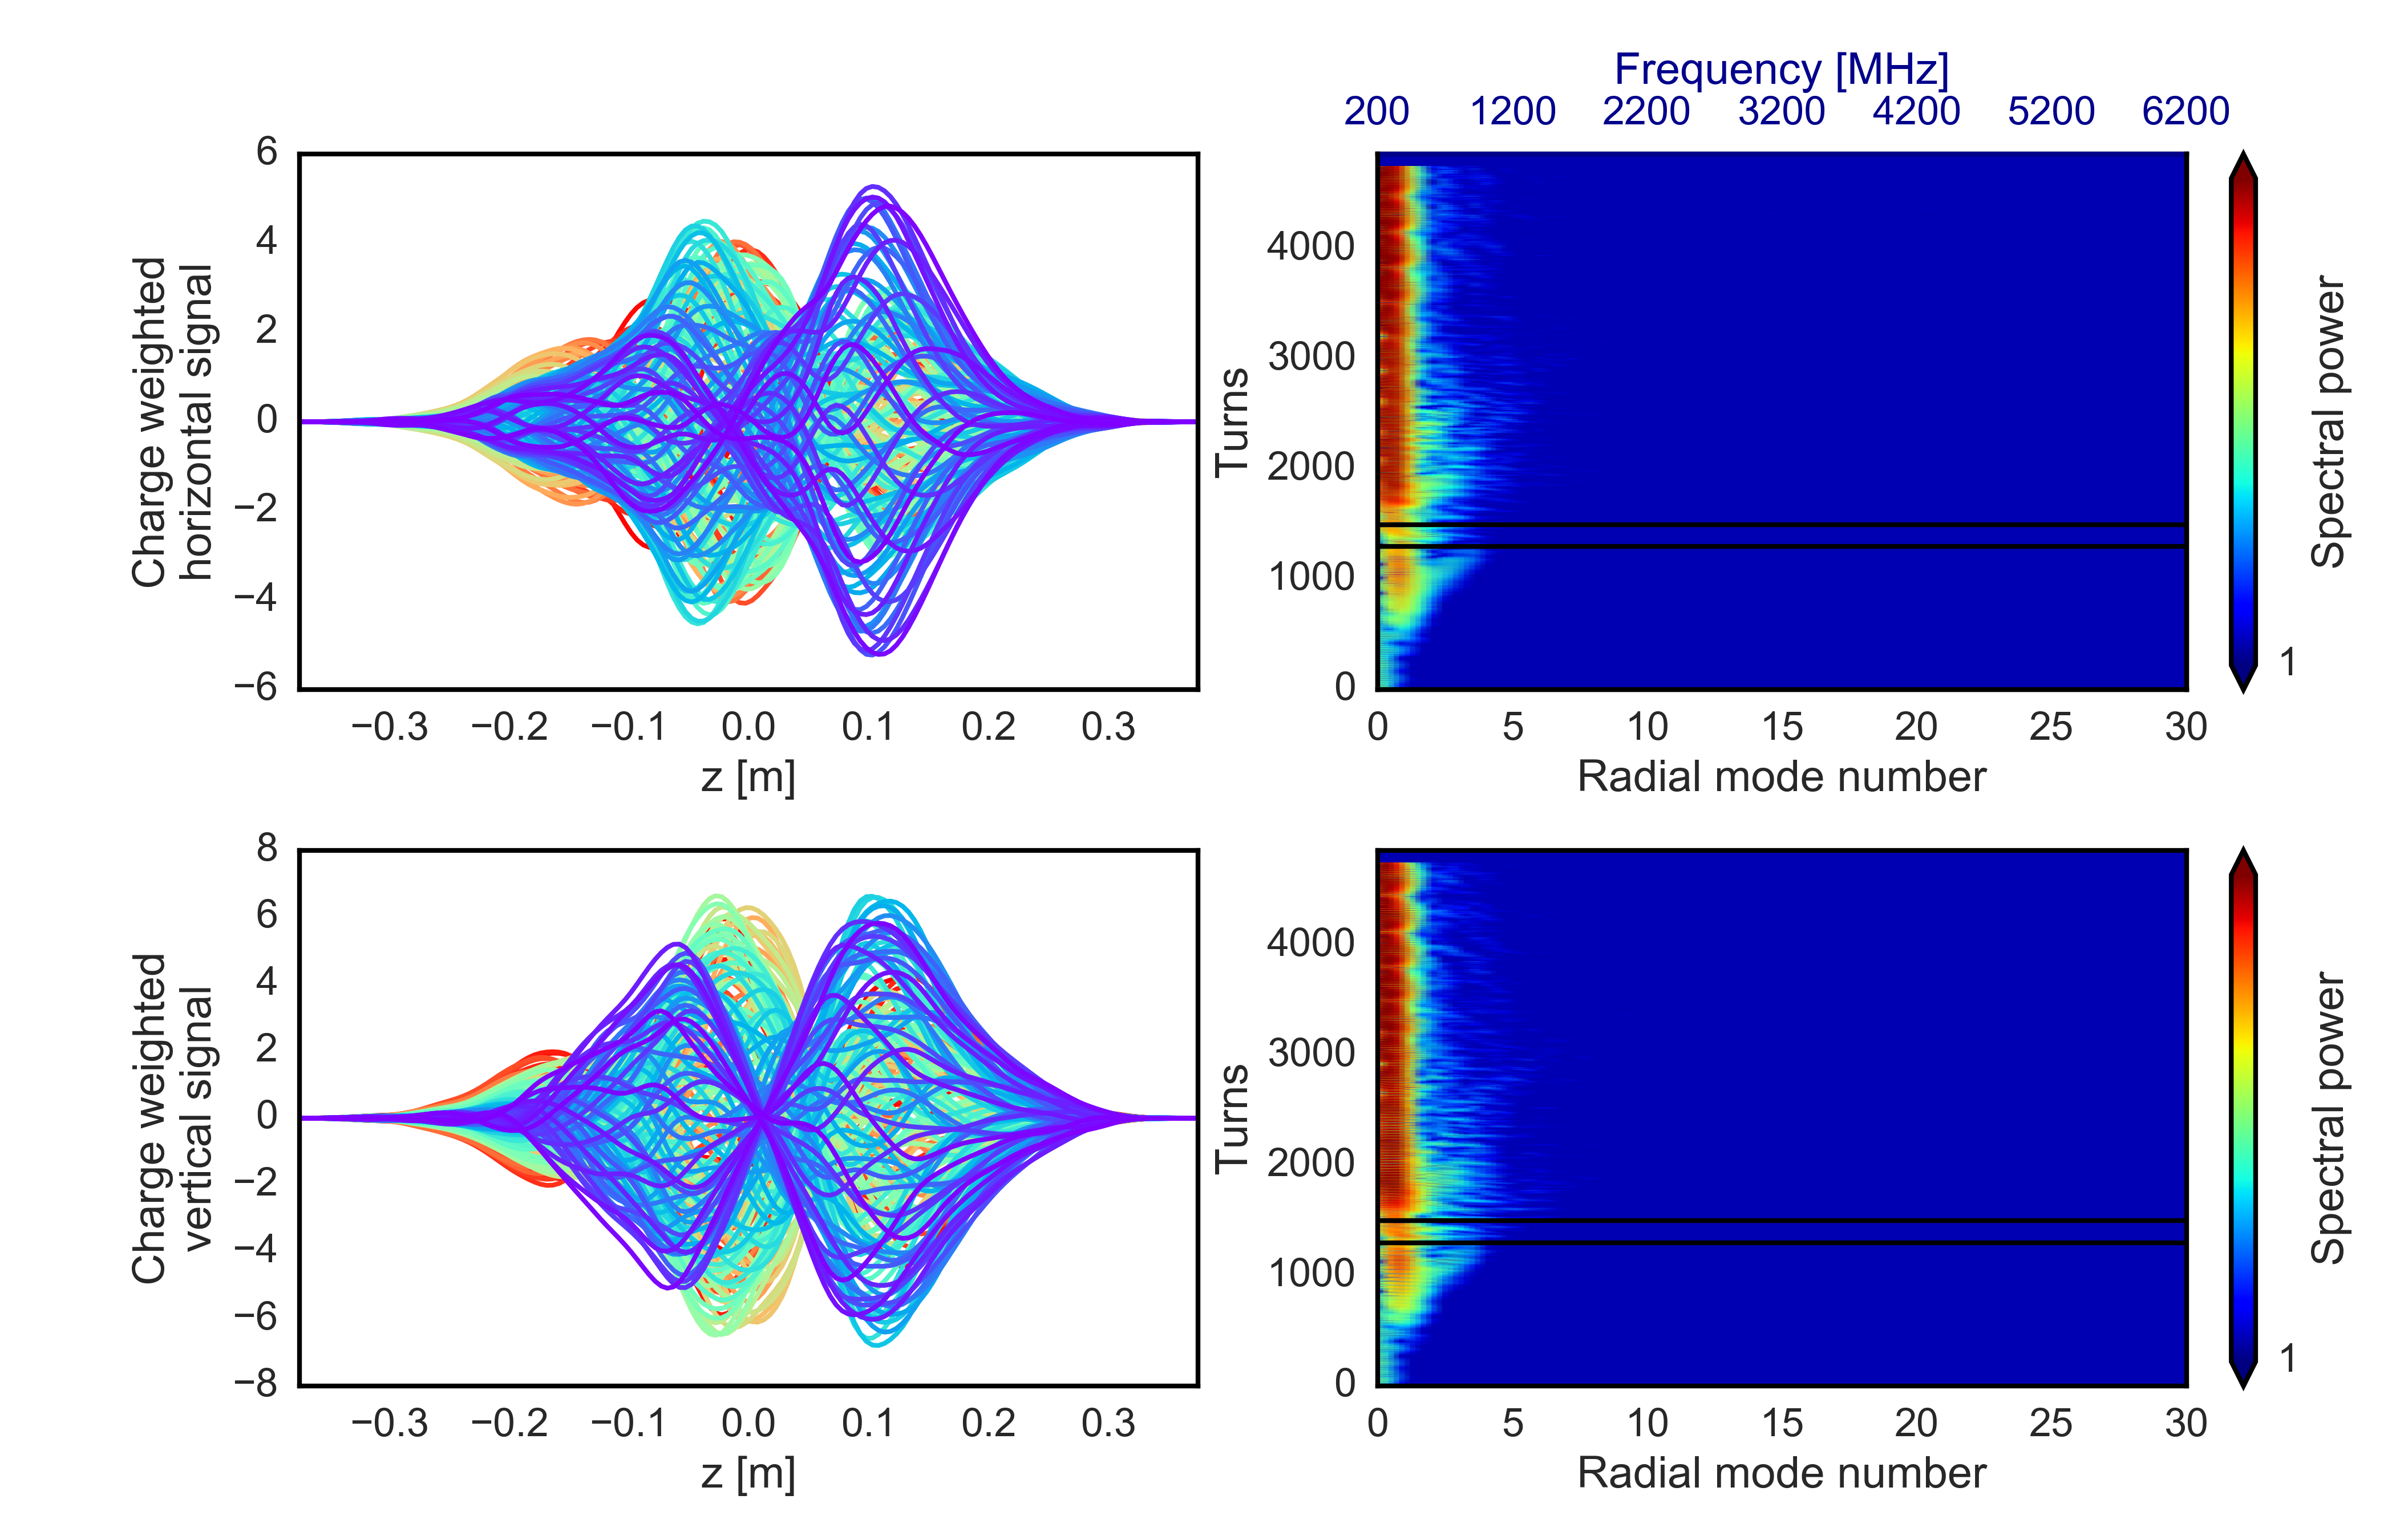 Frequency [MHz]
200 1200 2200 3200 4200 5200 6200
6
4
2
0
−2
−4
−6
Charge weighted
horizontal signal
−0.3 −0.2 −0.1 0.0 0.1 0.2 0.3
z [m]
4000
3000
2000
1000
0
Turns
0 5 10 15 20 25 30
Radial mode number
1
Spectral power
8
6
4
2
0
−2
−4
−6
−8
Charge weighted
vertical signal
−0.3 −0.2 −0.1 0.0 0.1 0.2 0.3
z [m]
4000
3000
2000
1000
0
Turns
0 5 10 15 20 25 30
Radial mode number
1
Spectral power